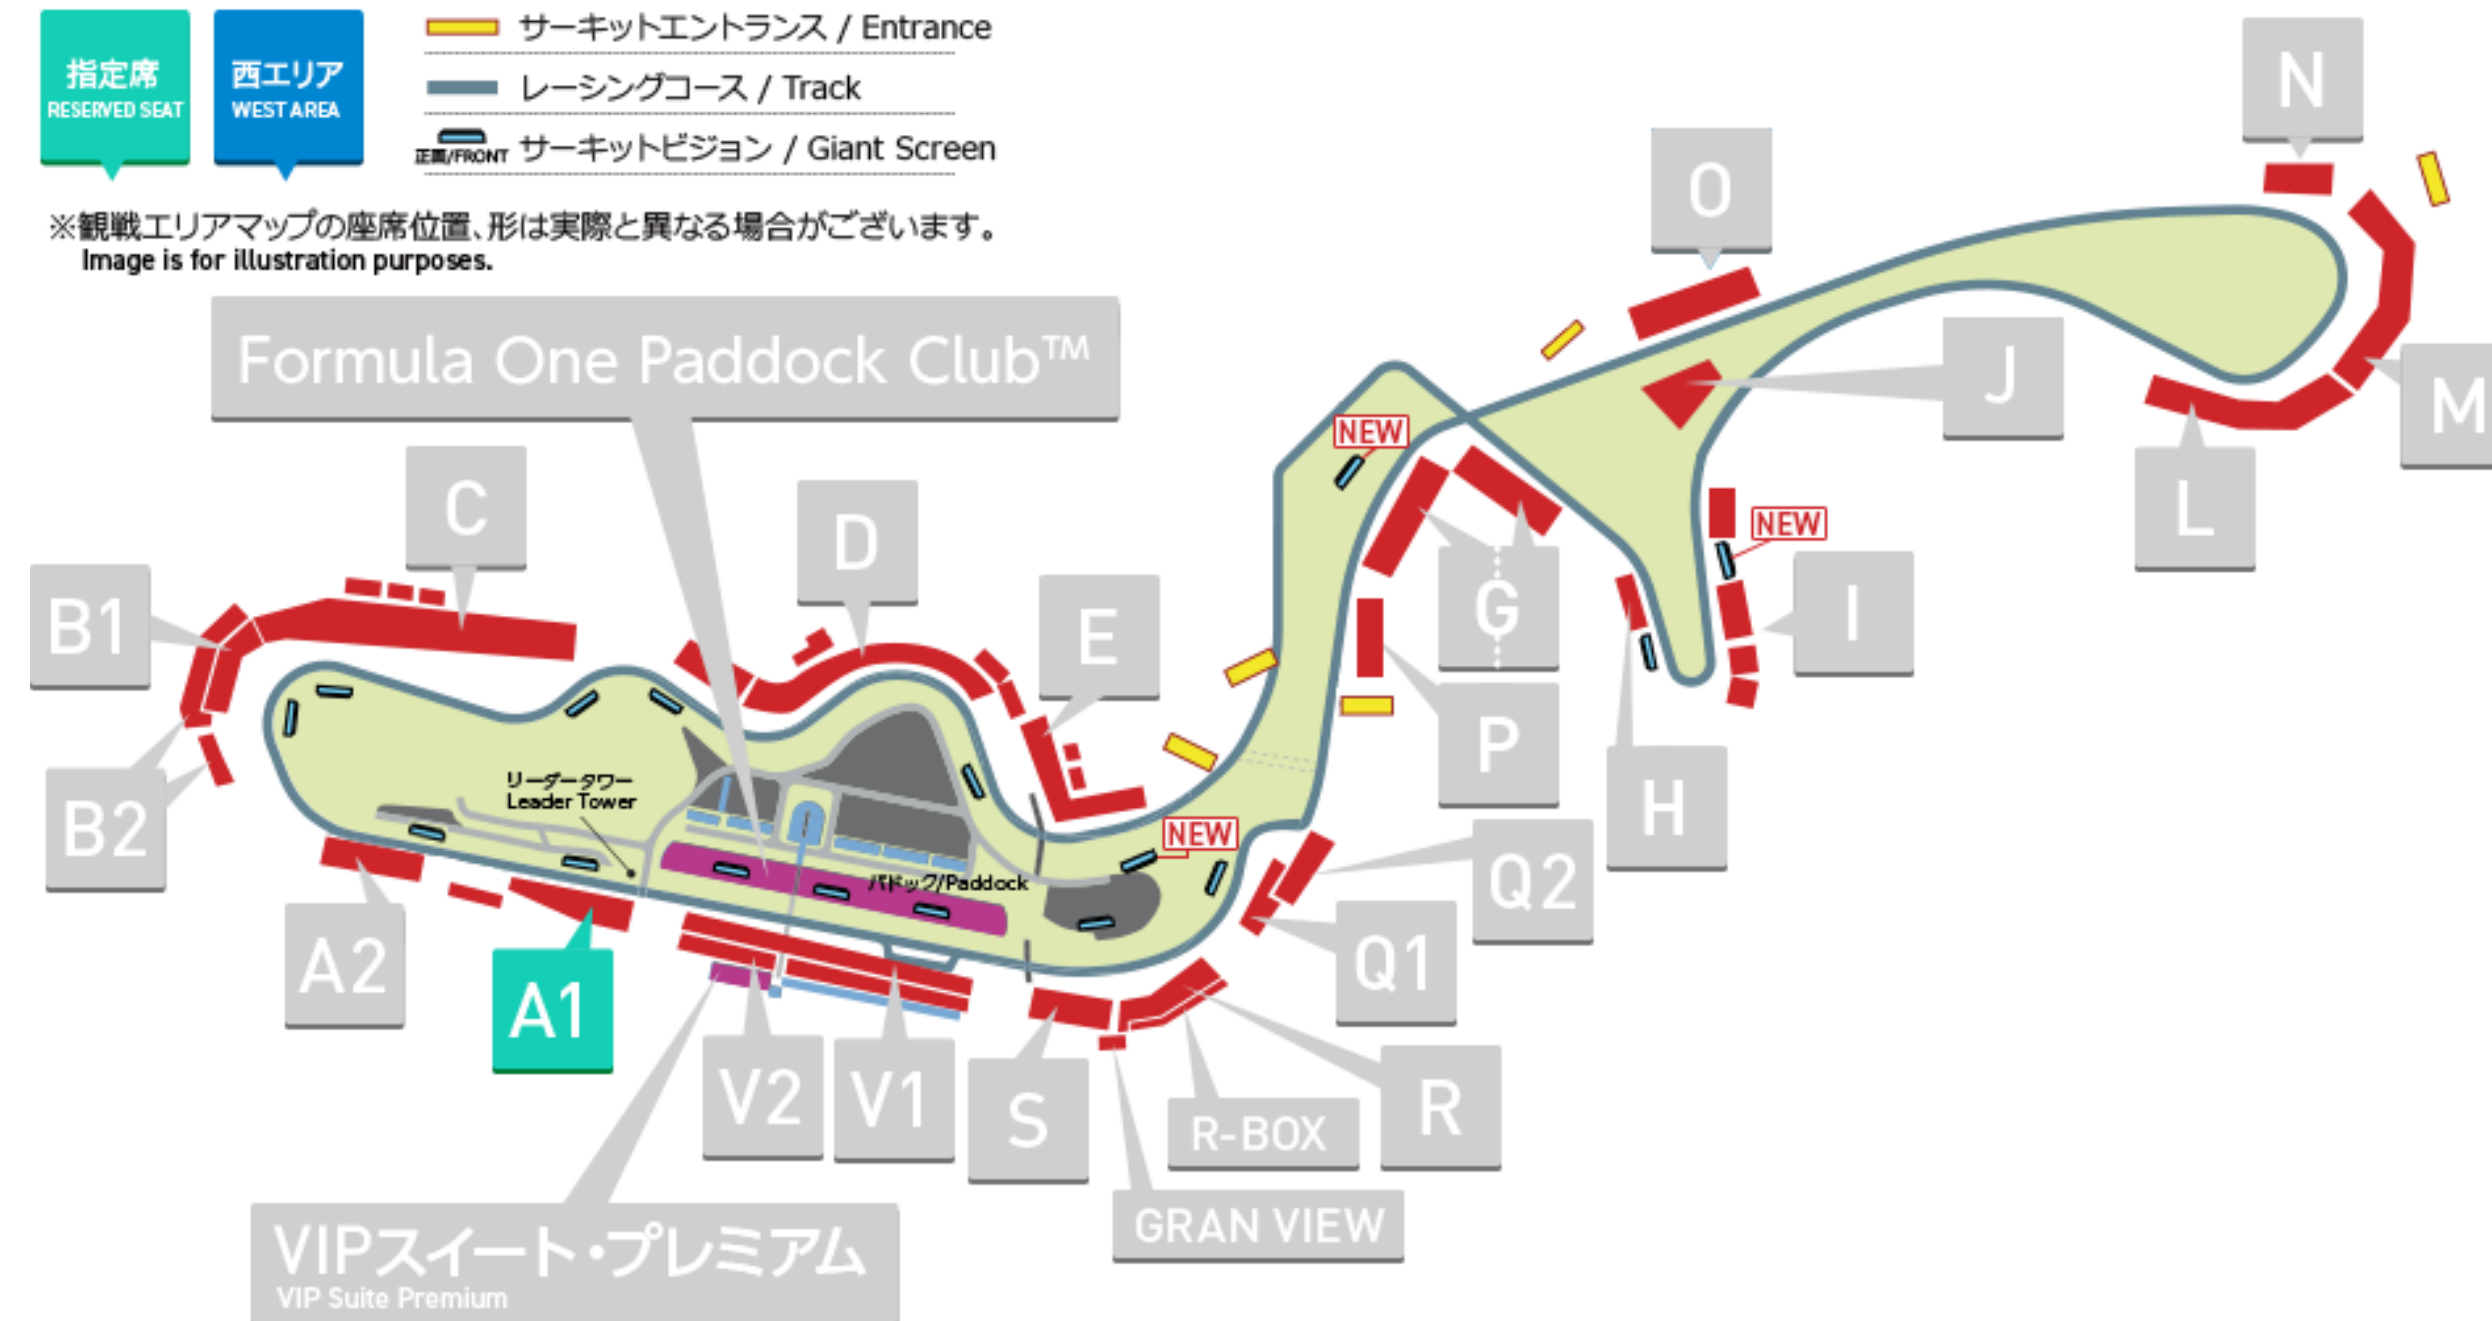 指定席
RESERVED SEAT
西エリア
WEST AREA
サーキットエントランス / Entrance
レーシングコース / Track
正面/FRONT サーキットビジョン / Giant Screen
※観戦エリアマップの座席位置、形は実際と異なる場合がございます。
Image is for illustration purposes.
N
O
Formula One Paddock Club™
J
M
NEW
L
C
D
NEW
B1
E
G
I
リーダータワー
Leader Tower
P
B2
NEW
H
パドック/Paddock
Q2
A2
Q1
A1
V2
V1
S
R-BOX
R
GRAN VIEW
VIPスイート・プレミアム
VIP Suite Premium